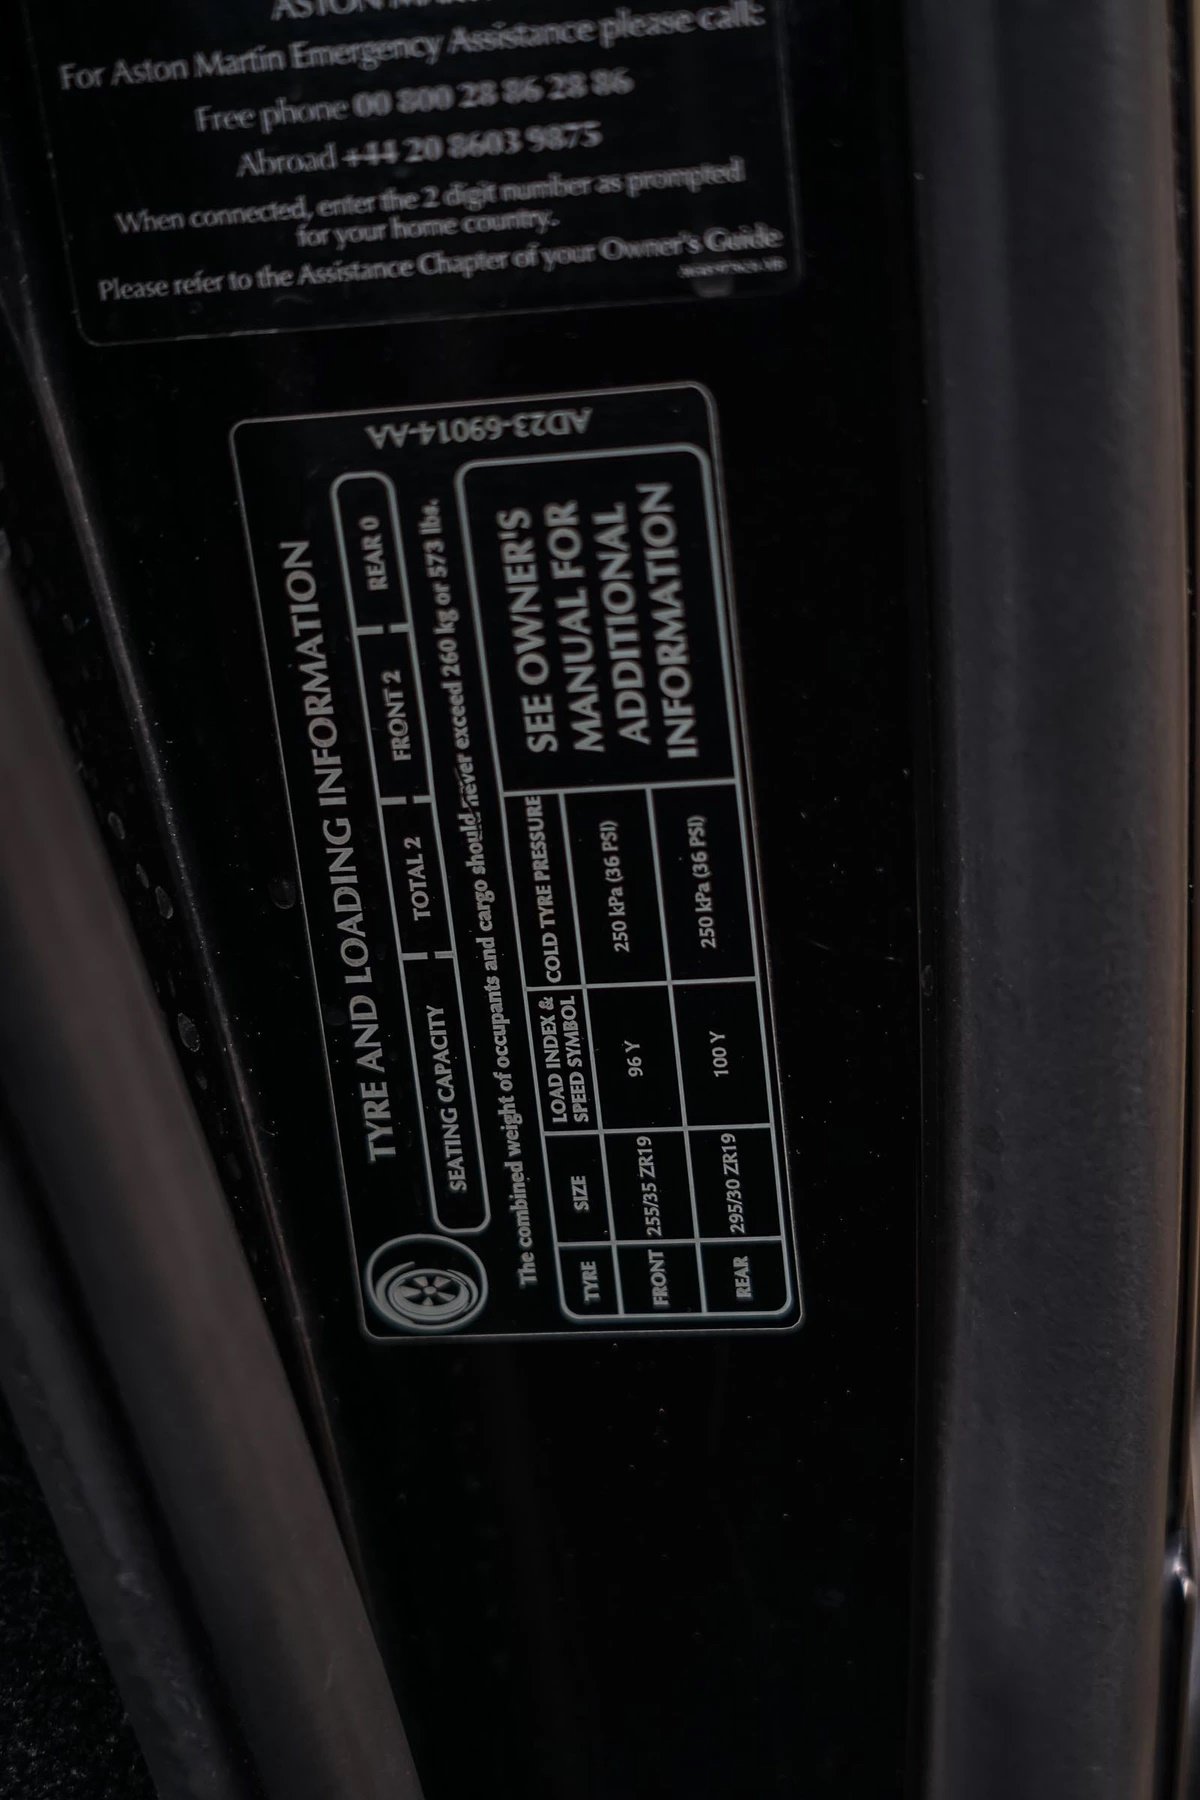 ASTON
For Aston Martin Emergency Assistance please call:
Free phone 00 800 28 86 28 86
Abroad +44 20 8603 9875
When connected, enter the 2 digit number as prompted
for your home country.
Please refer to the Assistance Chapter of your Owner's Guide
AD23-69014-AA
TYRE AND LOADING INFORMATION
SEATING CAPACITY TOTAL 2 FRONT 2 REAR 0
The combined weight of occupants and cargo should never exceed 260 kg or 573 lbs.
TYRE SIZE LOAD INDEX & SPEED SYMBOL COLD TYRE PRESSURE
FRONT 255/35 ZR19 96 Y 250 kPa (36 PSI)
REAR 295/30 ZR19 100 Y 250 kPa (36 PSI)
SEE OWNER'S
MANUAL FOR
ADDITIONAL
INFORMATION